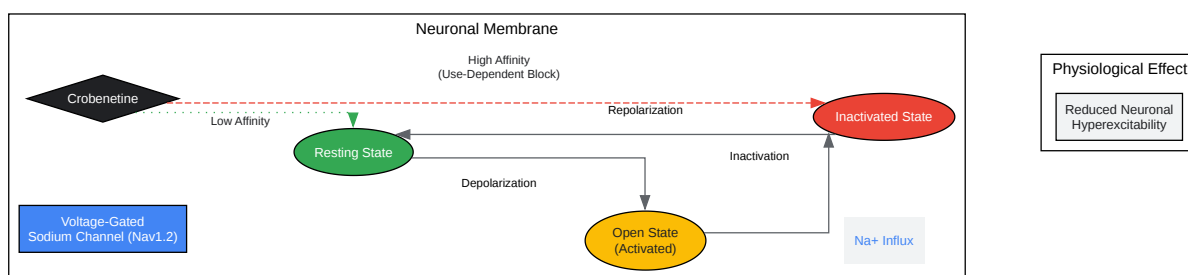 Neuronal Membrane
High Affinity
(Use-Dependent Block)
Crobenetine
Low Affinity
Repolarization
Inactivated State
Resting State
Inactivation
Depolarization
Voltage-Gated
Sodium Channel (Nav1.2)
Open State
(Activated)
Na+ Influx
Physiological Effect
Reduced Neuronal
Hyperexcitability